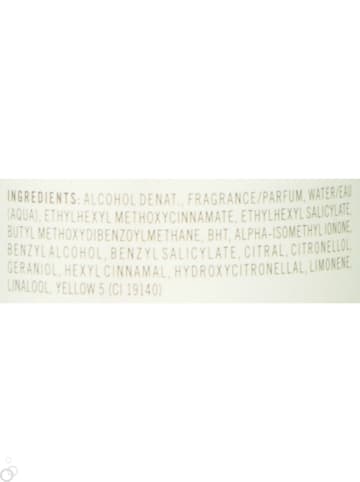 INGREDIENTS: ALCOHOL DENAT., FRAGRANCE/PARFUM, WATER/EAU
(AQUA), ETHYLHEXYL METHOXYCINNAMATE, ETHYLHEXYL SALICYLATE,
BUTYL METHOXYDIBENZOYLMETHANE, BHT, ALPHA-ISOMETHYL IONONE,
BENZYL ALCOHOL, BENZYL SALICYLATE, CITRAL, CITRONELLOL,
GERANIOL, HEXYL CINNAMAL, HYDROXYCITRONELLAL, LIMONENE,
LINALOOL, YELLOW 5 (CI 19140)